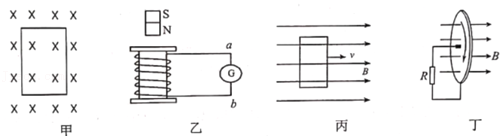 × × × ×
× × × ×
× × × ×
× × × ×
甲
S
N
a
G
b
乙
v
B
丙
R
B
丁